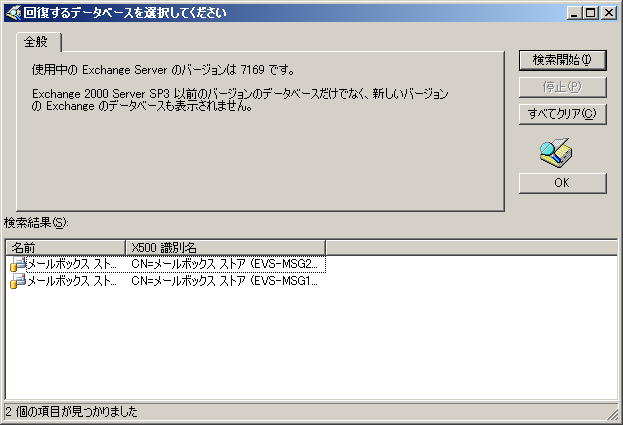 回復するデータベースを選択してください
全般
使用中の Exchange Server のバージョンは 7169 です。
Exchange 2000 Server SP3 以前のバージョンのデータベースだけでなく、新しいバージョン
の Exchange のデータベースも表示されません。
検索開始(I)
停止(P)
すべてクリア(C)
OK
検索結果(S):
名前 X500 識別名
メールボックス スト... CN=メールボックス ストア (EVS-MSG2...
メールボックス スト... CN=メールボックス ストア (EVS-MSG1...
2 個の項目が見つかりました